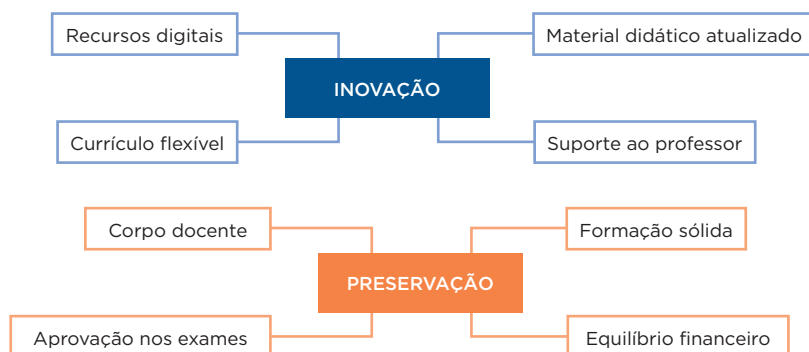 Recursos digitais
Material didático atualizado
INOVAÇÃO
Currículo flexível
Suporte ao professor
Corpo docente
Formação sólida
PRESERVAÇÃO
Aprovação nos exames
Equilíbrio financeiro